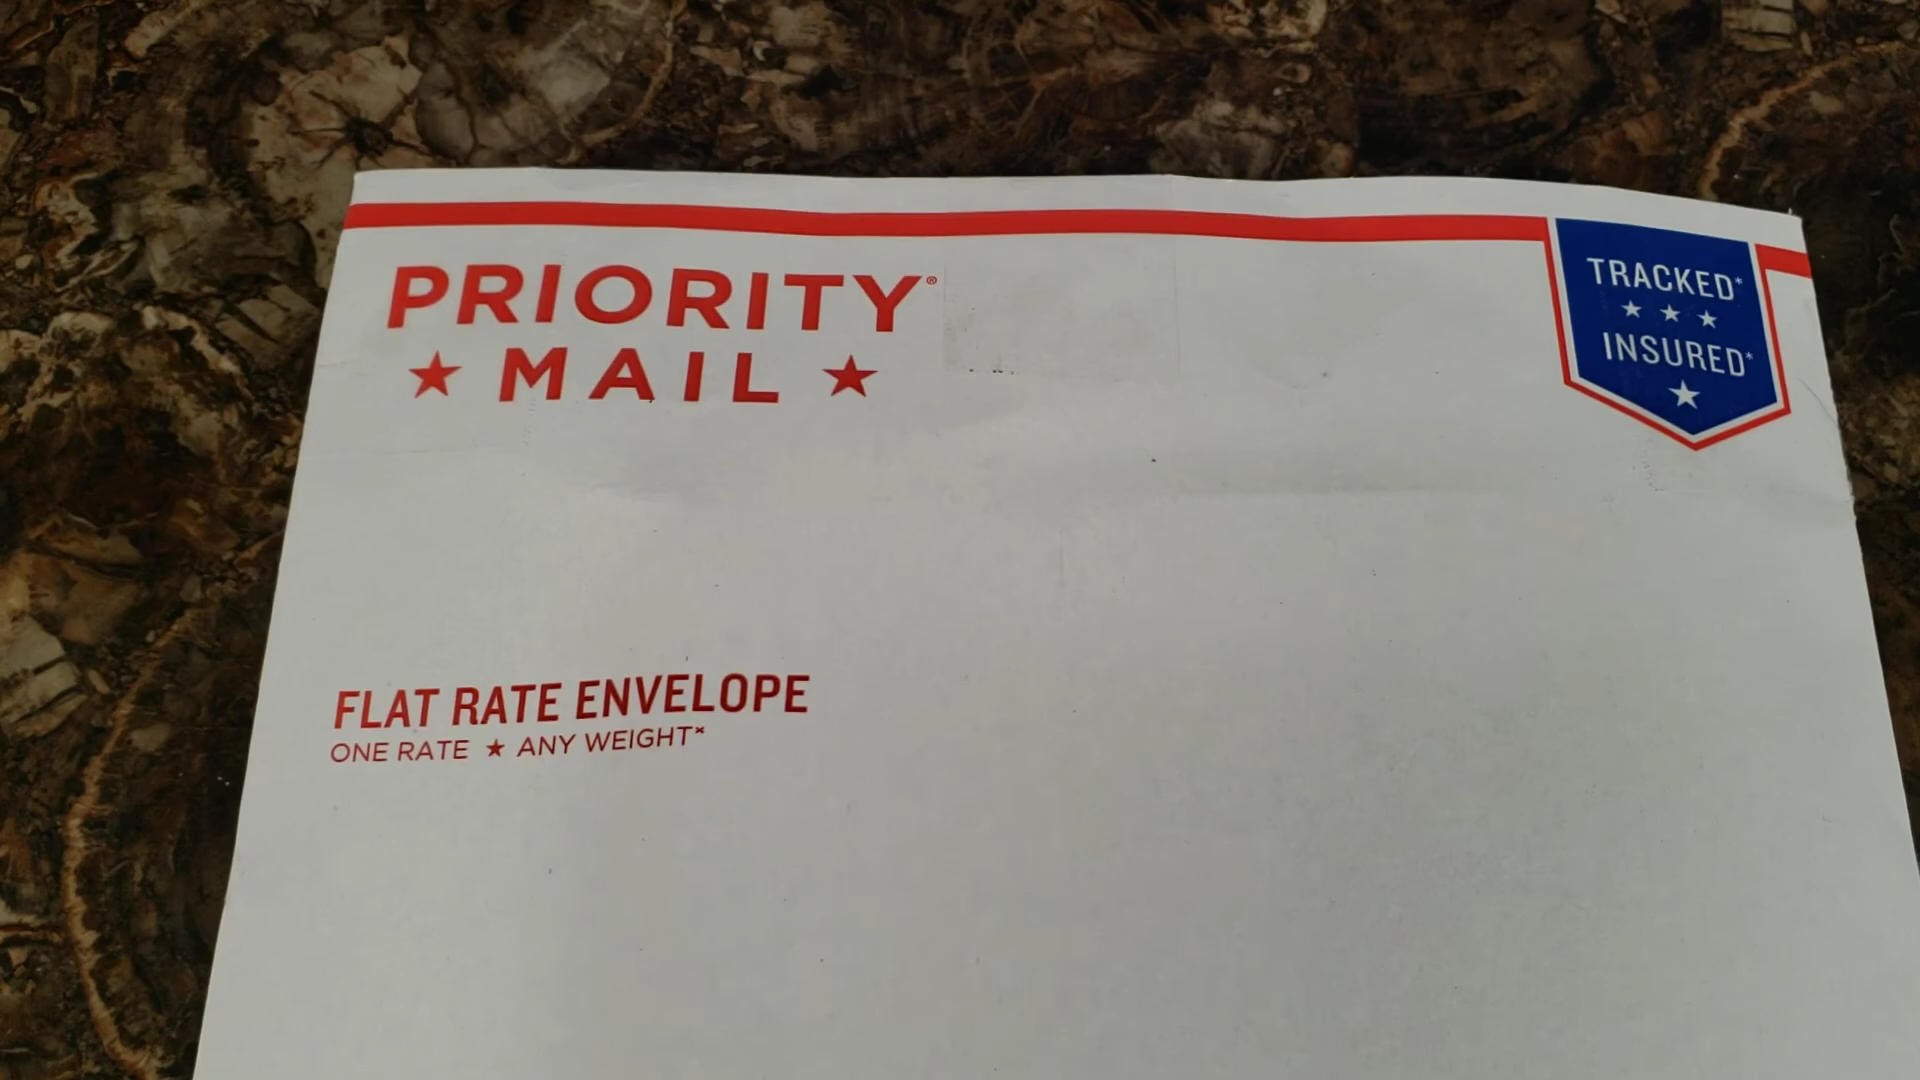 PRIORITY®
★ MAIL ★
TRACKED*
★ ★ ★
INSURED*
★
FLAT RATE ENVELOPE
ONE RATE ★ ANY WEIGHT*